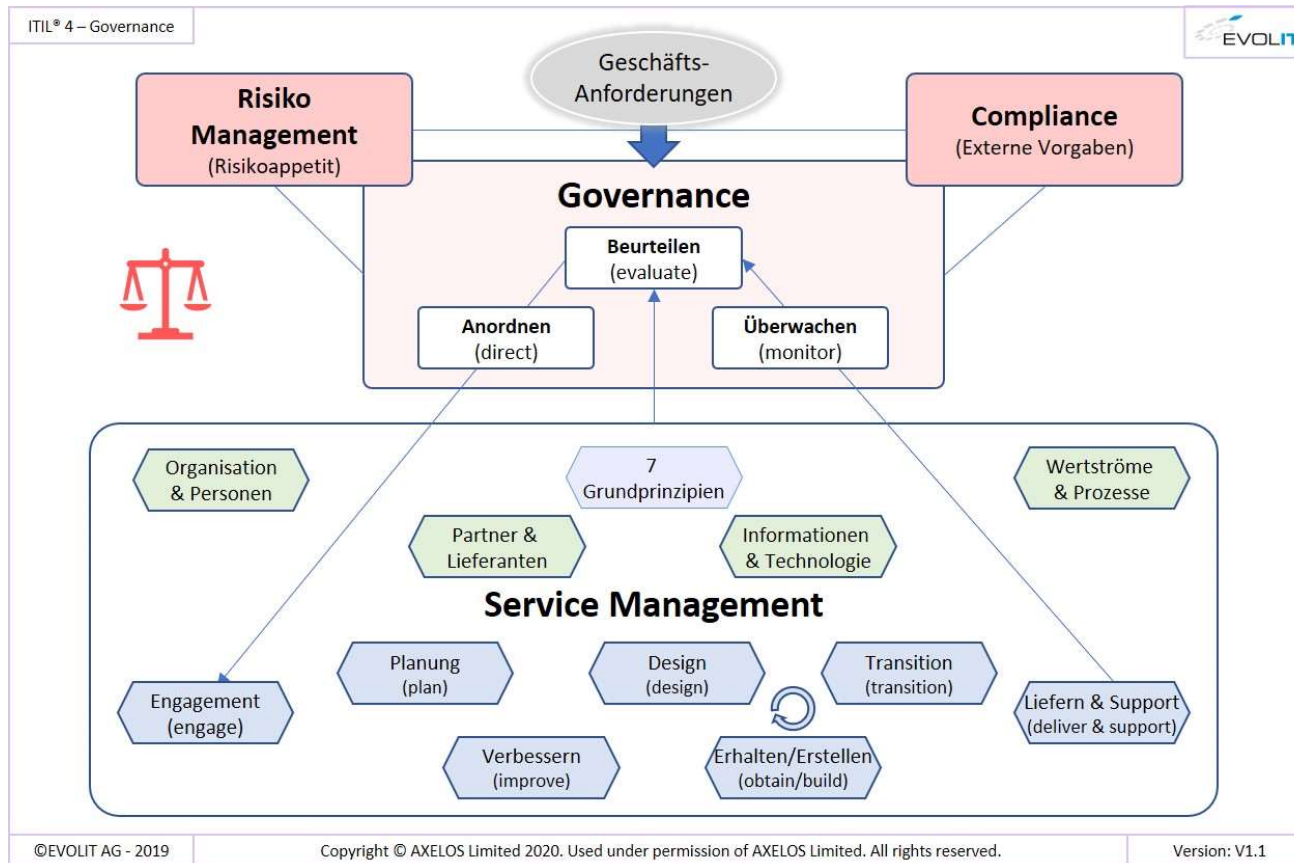 ITIL® 4 – Governance
EVOLIT
Geschäfts-
Anforderungen
Risiko
Management
(Risikoappetit)
Compliance
(Externe Vorgaben)
Governance
Beurteilen
(evaluate)
Anordnen
(direct)
Überwachen
(monitor)
Organisation
& Personen
7
Grundprinzipien
Wertströme
& Prozesse
Partner &
Lieferanten
Informationen
& Technologie
Service Management
Planung
(plan)
Design
(design)
Transition
(transition)
Engagement
(engage)
Liefern & Support
(deliver & support)
Verbessern
(improve)
Erhalten/Erstellen
(obtain/build)
©EVOLIT AG - 2019
Copyright © AXELOS Limited 2020. Used under permission of AXELOS Limited. All rights reserved.
Version: V1.1